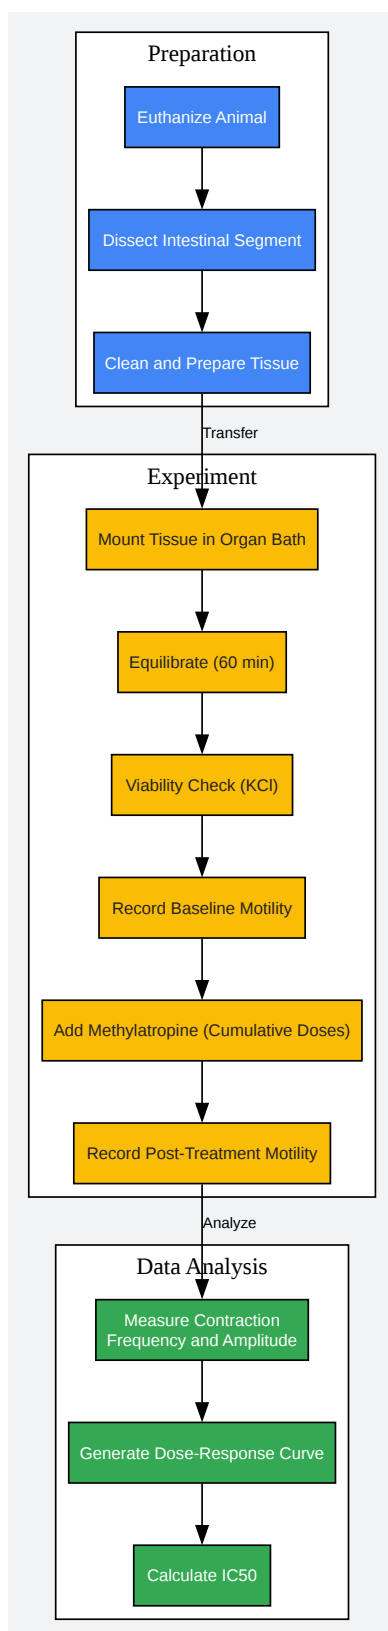 Preparation
Euthanize Animal
Dissect Intestinal Segment
Clean and Prepare Tissue
Transfer
Experiment
Mount Tissue in Organ Bath
Equilibrate (60 min)
Viability Check (KCl)
Record Baseline Motility
Add Methylatropine (Cumulative Doses)
Record Post-Treatment Motility
Analyze
Data Analysis
Measure Contraction
Frequency and Amplitude
Generate Dose-Response Curve
Calculate IC50